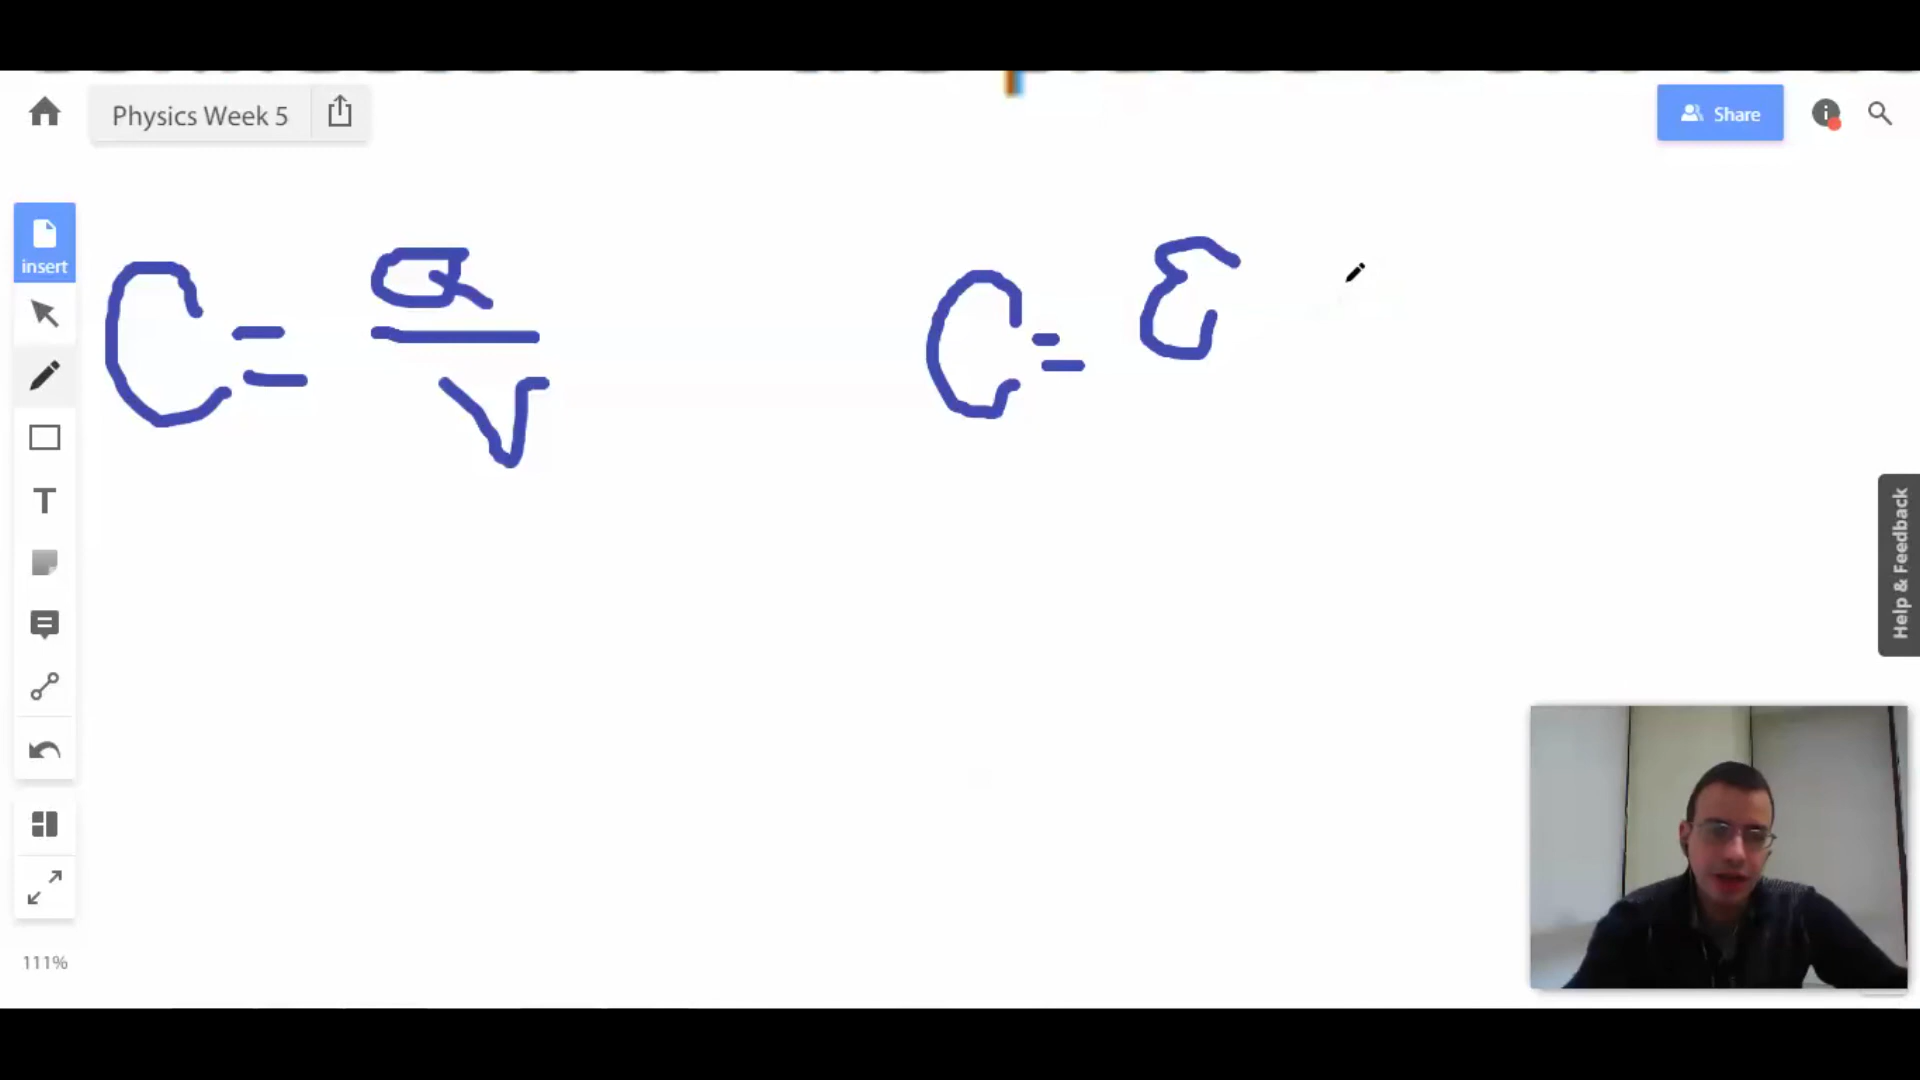 Physics Week 5
Share
insert
C = Q / V
C = Ɛ
T
Help & Feedback
111%